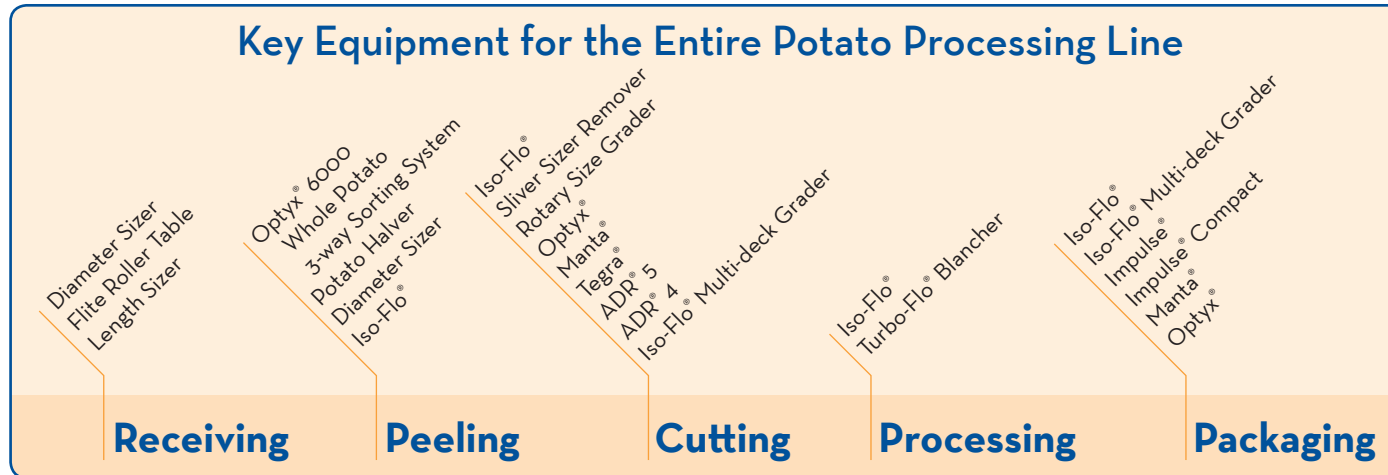 Key Equipment for the Entire Potato Processing Line
Diameter Sizer
Flite Roller Table
Length Sizer
Optyx® 6000
Whole Potato
3-way Sorting System
Potato Halver
Diameter Sizer
Iso-Flo®
Iso-Flo®
Sliver Sizer Remover
Rotary Size Grader
Optyx®
Manta®
Tegra®
ADR® 5
ADR® 4
Iso-Flo® Multi-deck Grader
Iso-Flo®
Turbo-Flo® Blancher
Iso-Flo®
Iso-Flo® Multi-deck Grader
Impulse®
Impulse® Compact
Manta®
Optyx®
Receiving
Peeling
Cutting
Processing
Packaging